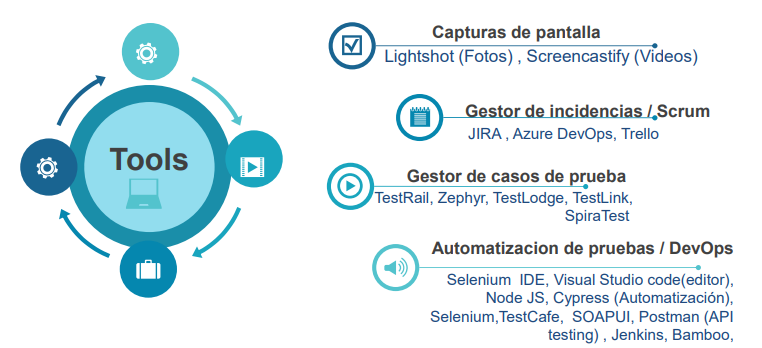 Tools
Capturas de pantalla
Lightshot (Fotos) , Screencastify (Videos)
Gestor de incidencias / Scrum
JIRA , Azure DevOps, Trello
Gestor de casos de prueba
TestRail, Zephyr, TestLodge, TestLink,
SpiraTest
Automatizacion de pruebas / DevOps
Selenium IDE, Visual Studio code(editor),
Node JS, Cypress (Automatización),
Selenium,TestCafe, SOAPUI, Postman (API
testing) , Jenkins, Bamboo,